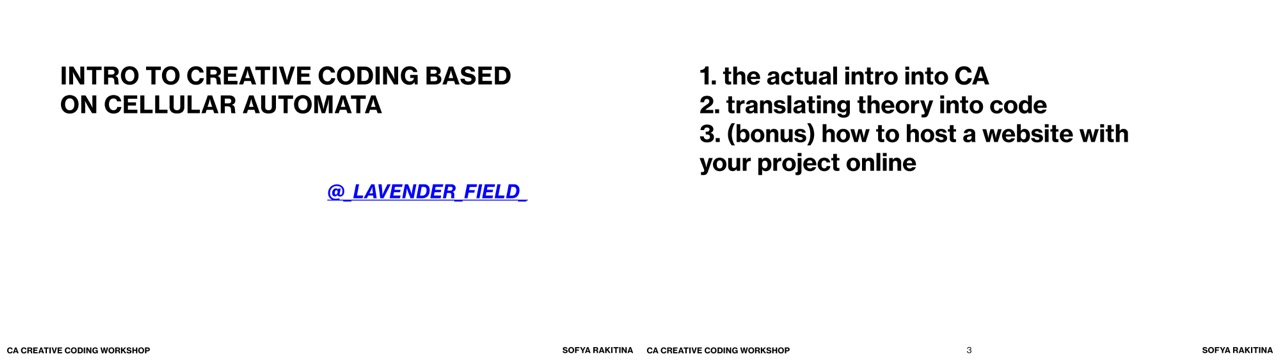 INTRO TO CREATIVE CODING BASED
ON CELLULAR AUTOMATA
@_LAVENDER_FIELD_
CA CREATIVE CODING WORKSHOP
SOFYA RAKITINA
1. the actual intro into CA
2. translating theory into code
3. (bonus) how to host a website with
your project online
CA CREATIVE CODING WORKSHOP
3
SOFYA RAKITINA